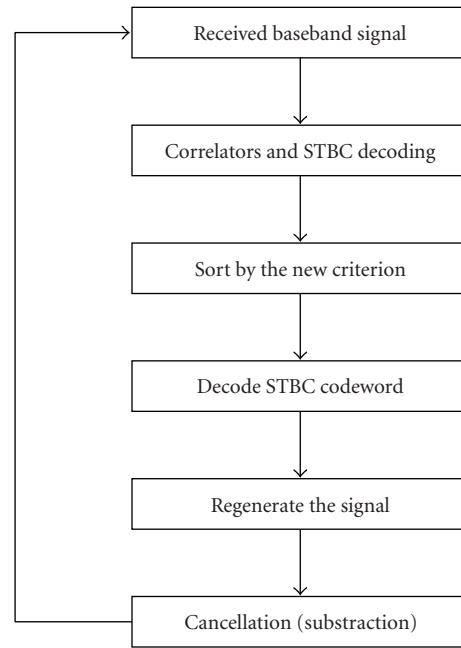 Received baseband signal
Correlators and STBC decoding
Sort by the new criterion
Decode STBC codeword
Regenerate the signal
Cancellation (substraction)